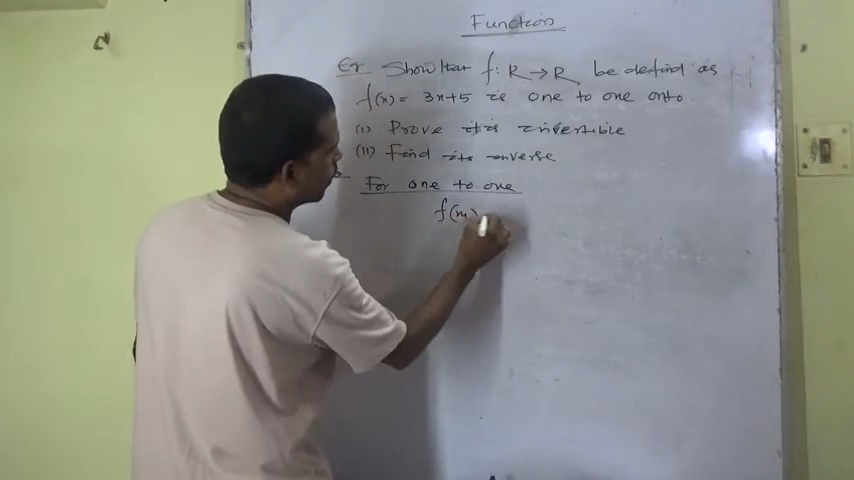 Function
Ex Show that f: R → R be defind as
f(x) = 3x+5 is one to one onto.
(i) Prove it is invertible
(ii) Find its inverse
For one to one
f(x₁)